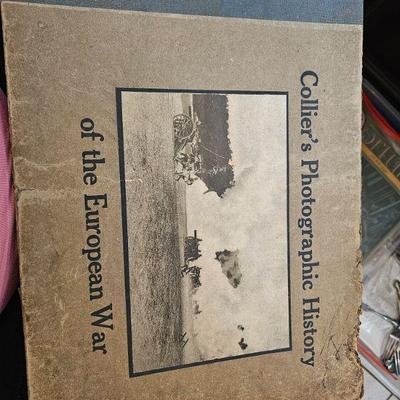 Collier's Photographic History
of the European War